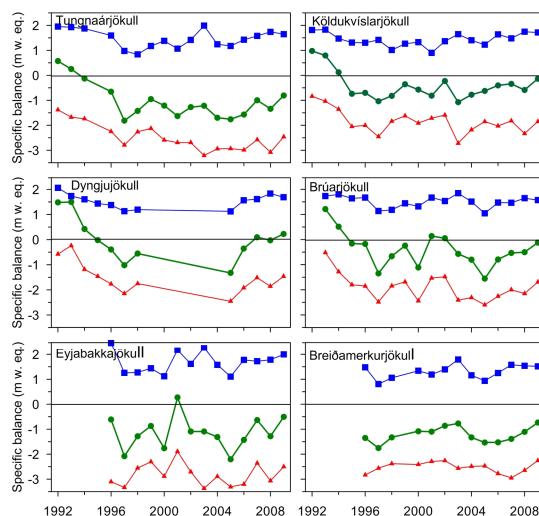 Tungnaárjökull
Köldukvíslarjökull
Specific balance (m w. eq.)
2
1
0
-1
-2
-3
Dyngjujökull
Brúarjökull
Specific balance (m w. eq.)
2
1
0
-1
-2
-3
Eyjabakkajökull
Breiðamerkurjökull
Specific balance (m w. eq.)
2
1
0
-1
-2
-3
1992 1996 2000 2004 2008
1992 1996 2000 2004 2008